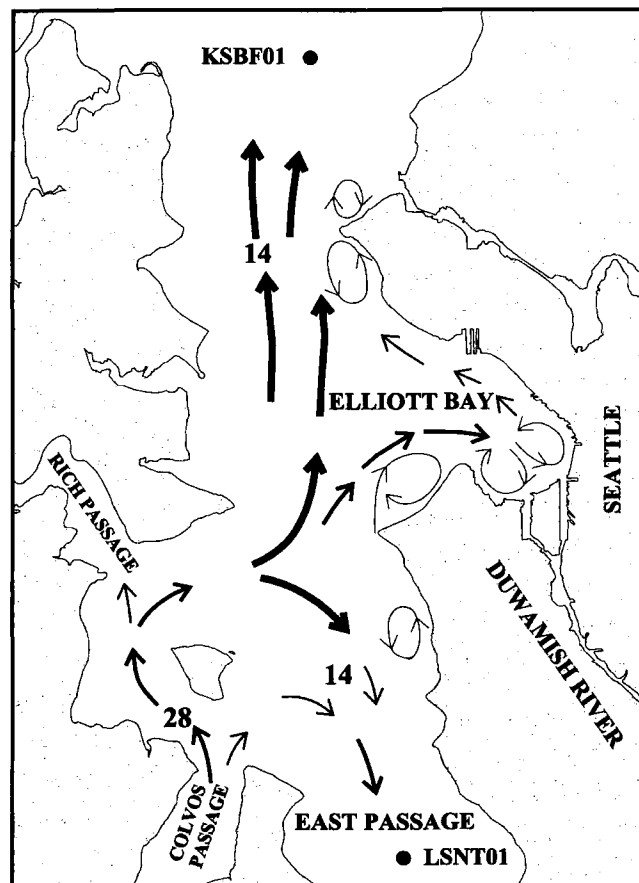 KSBF01
14
ELLIOTT BAY
SEATTLE
RICH PASSAGE
DUWAMISH RIVER
14
28
COLVOS
PASSAGE
EAST PASSAGE
LSNT01